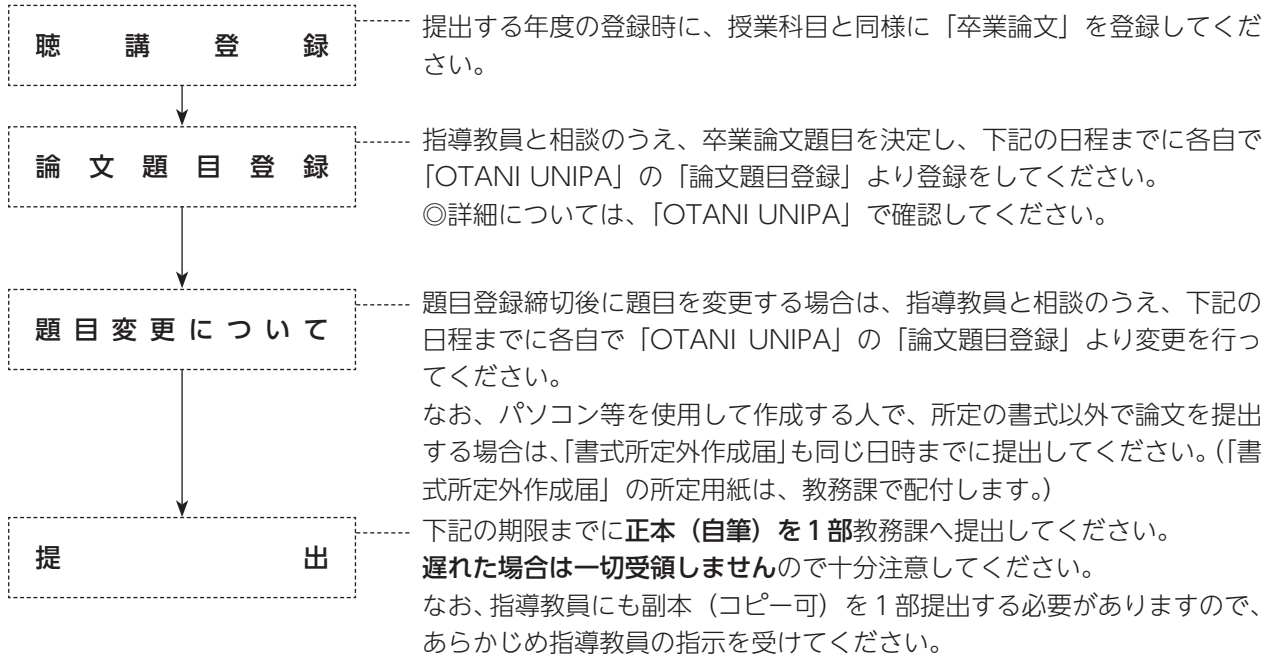 聴講登録
提出する年度の登録時に、授業科目と同様に「卒業論文」を登録してくだ
さい。
論文題目登録
指導教員と相談のうえ、卒業論文題目を決定し、下記の日程までに各自で
「OTANI UNIPA」の「論文題目登録」より登録をしてください。
◎詳細については、「OTANI UNIPA」で確認してください。
題目変更について
題目登録締切後に題目を変更する場合は、指導教員と相談のうえ、下記の
日程までに各自で「OTANI UNIPA」の「論文題目登録」より変更を行っ
てください。
なお、パソコン等を使用して作成する人で、所定の書式以外で論文を提出
する場合は、「書式所定外作成届」も同じ日時までに提出してください。（「書
式所定外作成届」の所定用紙は、教務課で配付します。）
提出
下記の期限までに正本（自筆）を１部教務課へ提出してください。
遅れた場合は一切受領しませんので十分注意してください。
なお、指導教員にも副本（コピー可）を１部提出する必要がありますので、
あらかじめ指導教員の指示を受けてください。